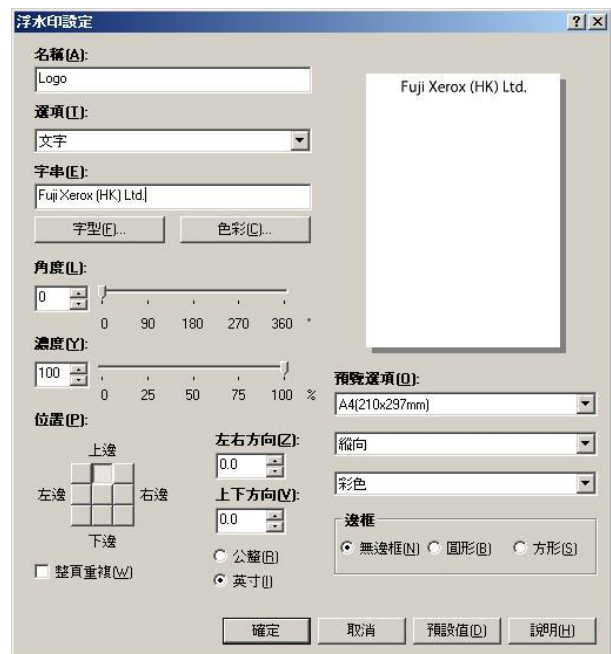 浮水印設定
名稱(A):
Logo
選項(T):
文字
字串(E):
Fuji Xerox (HK) Ltd.
字型(F)... 色彩(C)...
角度(L):
0
0 90 180 270 360 °
濃度(Y):
100
0 25 50 75 100 %
位置(P):
上邊
左邊 右邊
下邊
整頁重複(W)
左右方向(Z):
0.0
上下方向(V):
0.0
公釐(R)
英寸(I)
Fuji Xerox (HK) Ltd.
預覽選項(O):
A4(210x297mm)
縱向
彩色
邊框
無邊框(N) 圓形(B) 方形(S)
確定 取消 預設值(D) 說明(H)